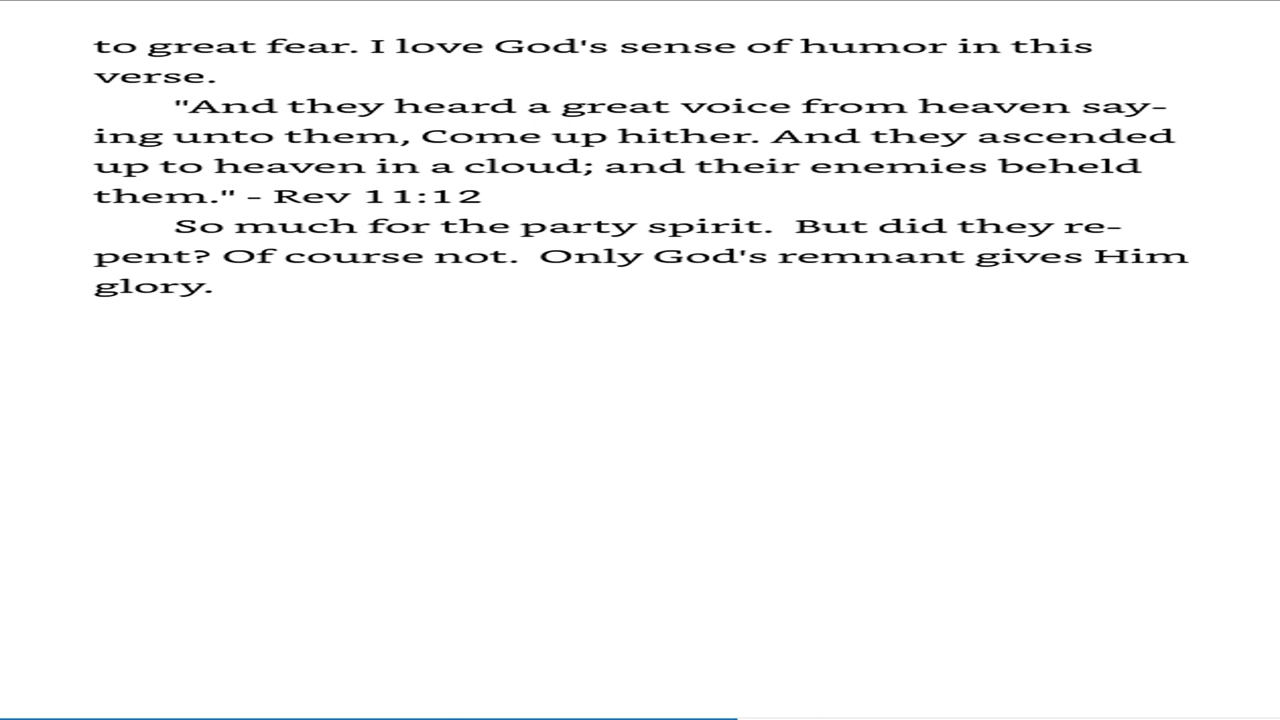 to great fear. I love God's sense of humor in this
verse.
"And they heard a great voice from heaven say-
ing unto them, Come up hither. And they ascended
up to heaven in a cloud; and their enemies beheld
them." - Rev 11:12
So much for the party spirit.  But did they re-
pent? Of course not.  Only God's remnant gives Him
glory.